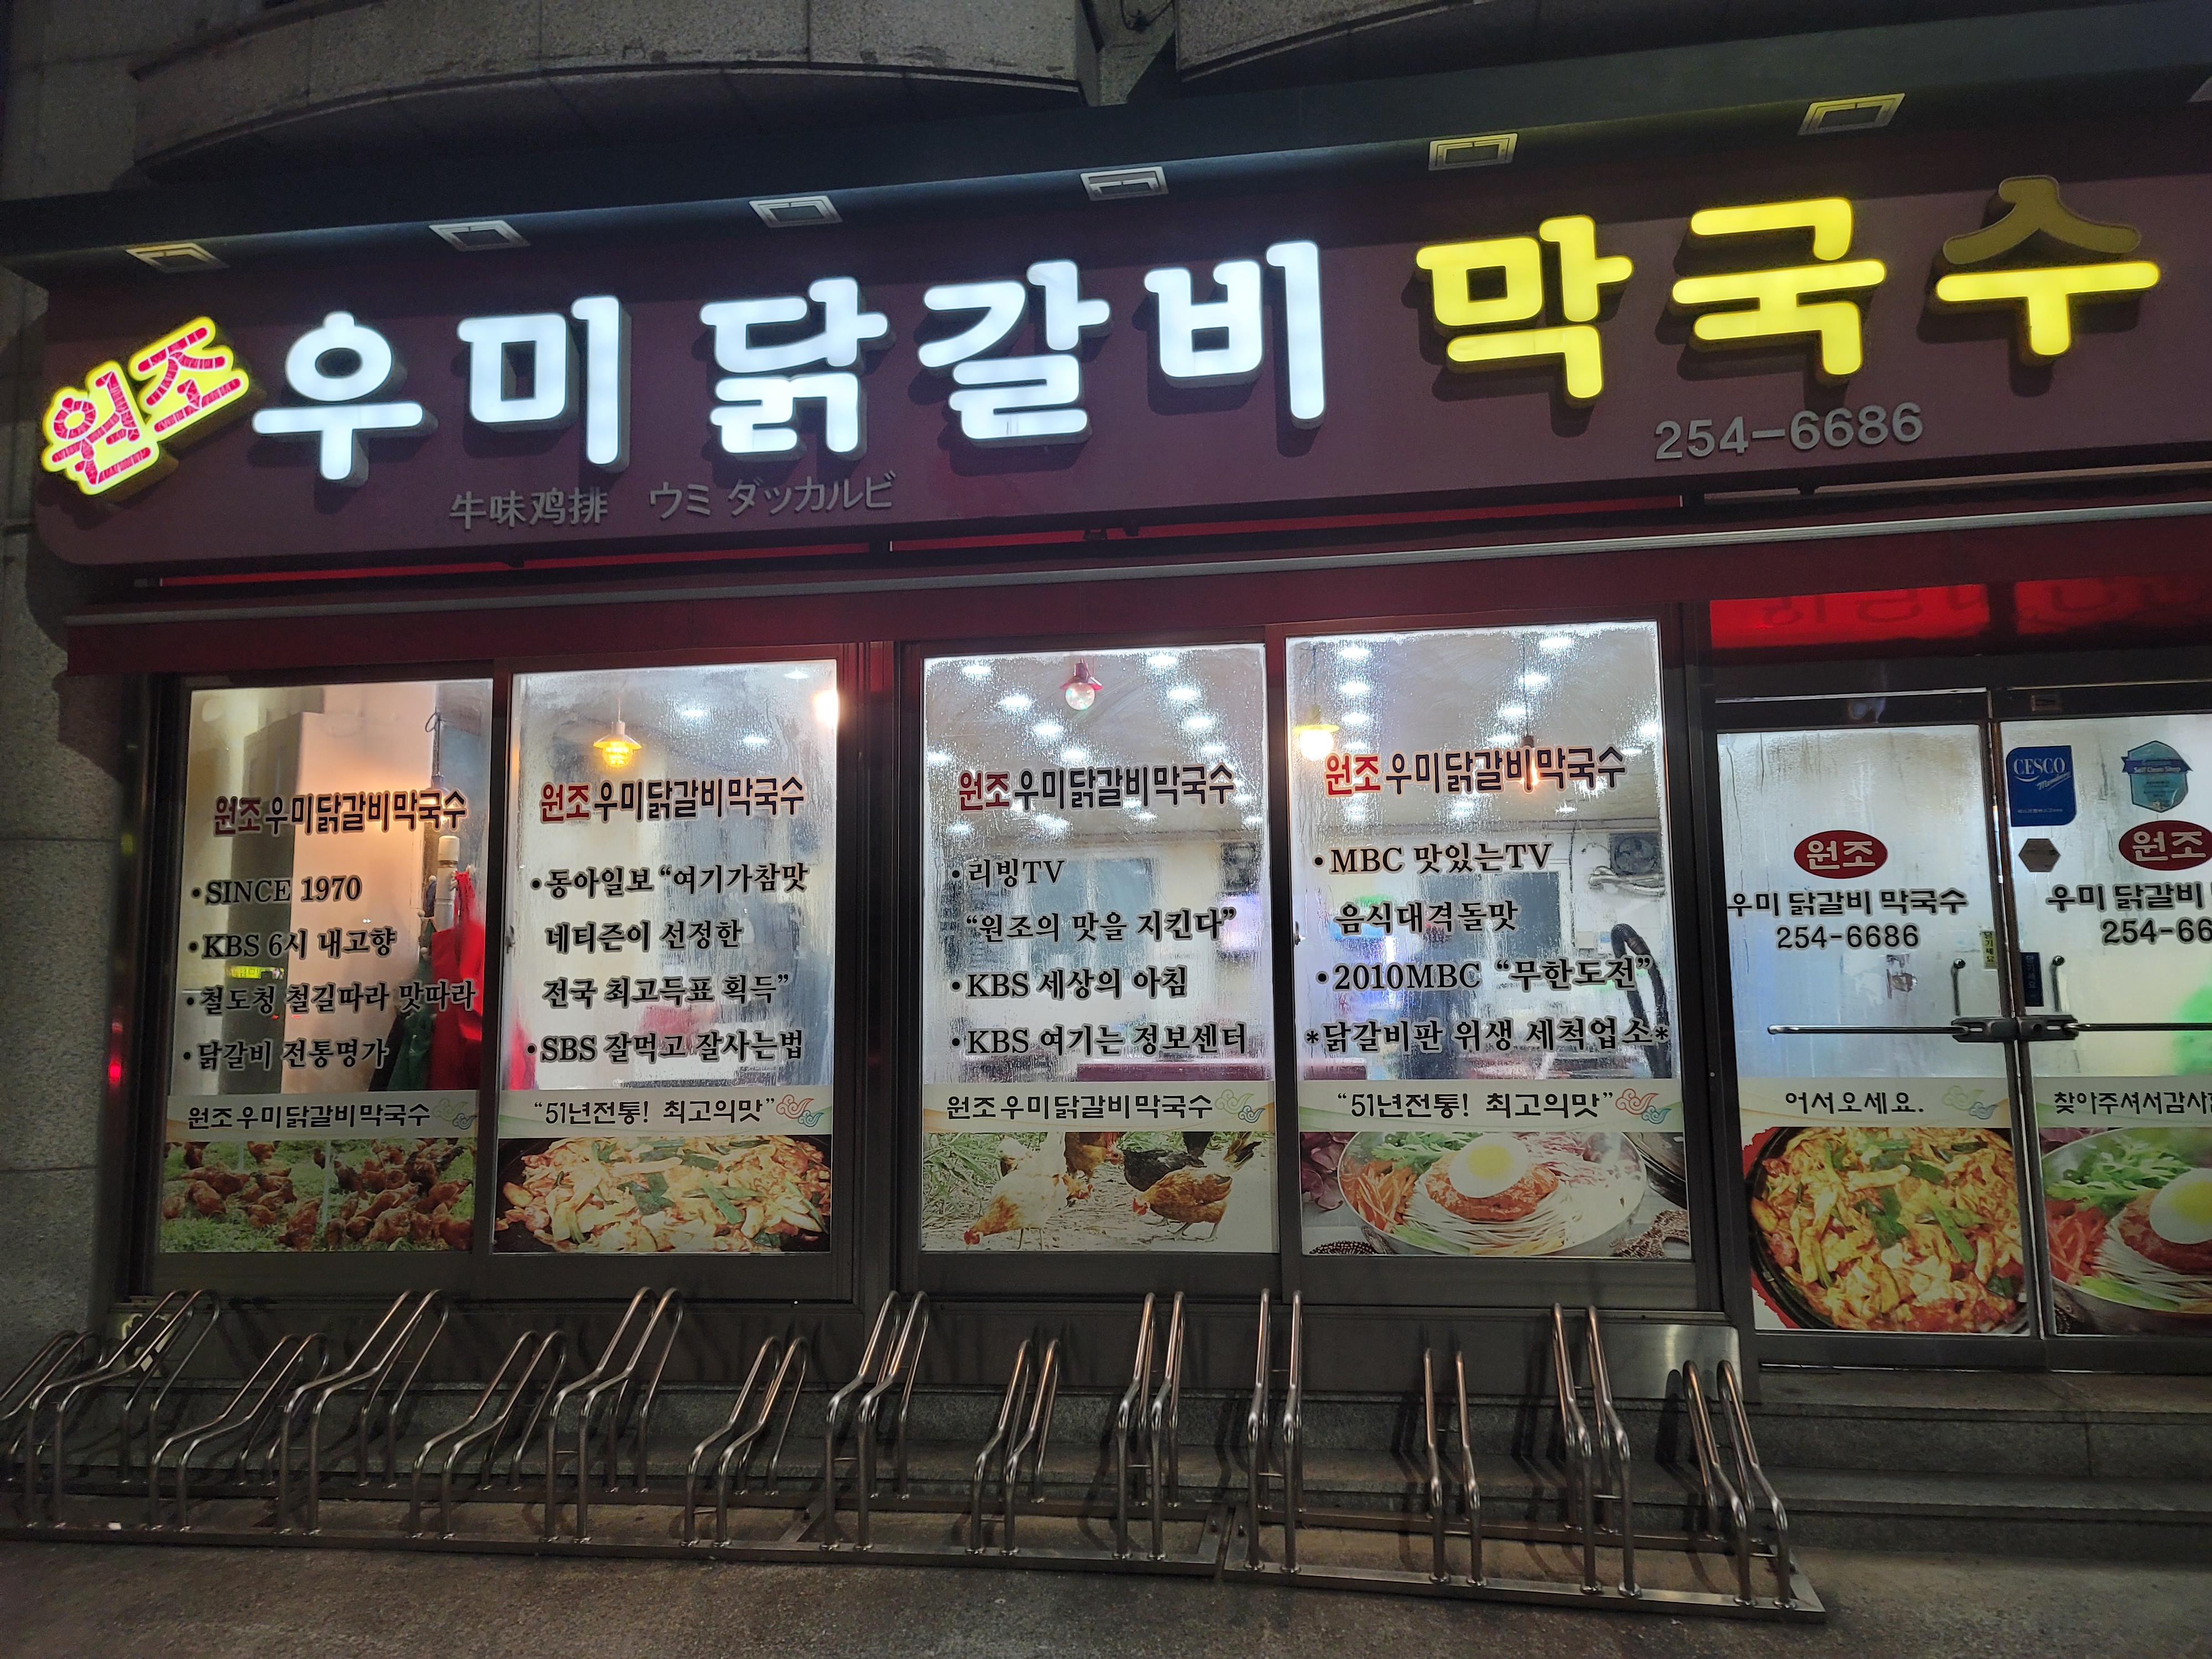 원조 우미 닭갈비 막국수
254-6686
牛味鸡排 ウミ ダッカルビ
원조우미닭갈비막국수
•SINCE 1970
•KBS 6시 내고향
•철도청 철길따라 맛따라
•닭갈비 전통명가
원조우미닭갈비막국수
원조우미닭갈비막국수
•동아일보 “여기가참맛
네티즌이 선정한
전국 최고득표 획득”
•SBS 잘먹고 잘사는법
“51년전통! 최고의맛”
원조우미닭갈비막국수
•리빙TV
“원조의 맛을 지킨다”
•KBS 세상의 아침
•KBS 여기는 정보센터
원조우미닭갈비막국수
원조우미닭갈비막국수
•MBC 맛있는TV
음식대격돌맛
•2010MBC “무한도전”
*닭갈비판 위생 세척업소*
“51년전통! 최고의맛”
원조
우미 닭갈비 막국수
254-6686
어서오세요.
CESCO
Membership
원조
우미 닭갈비
254-66
찾아주셔서감사